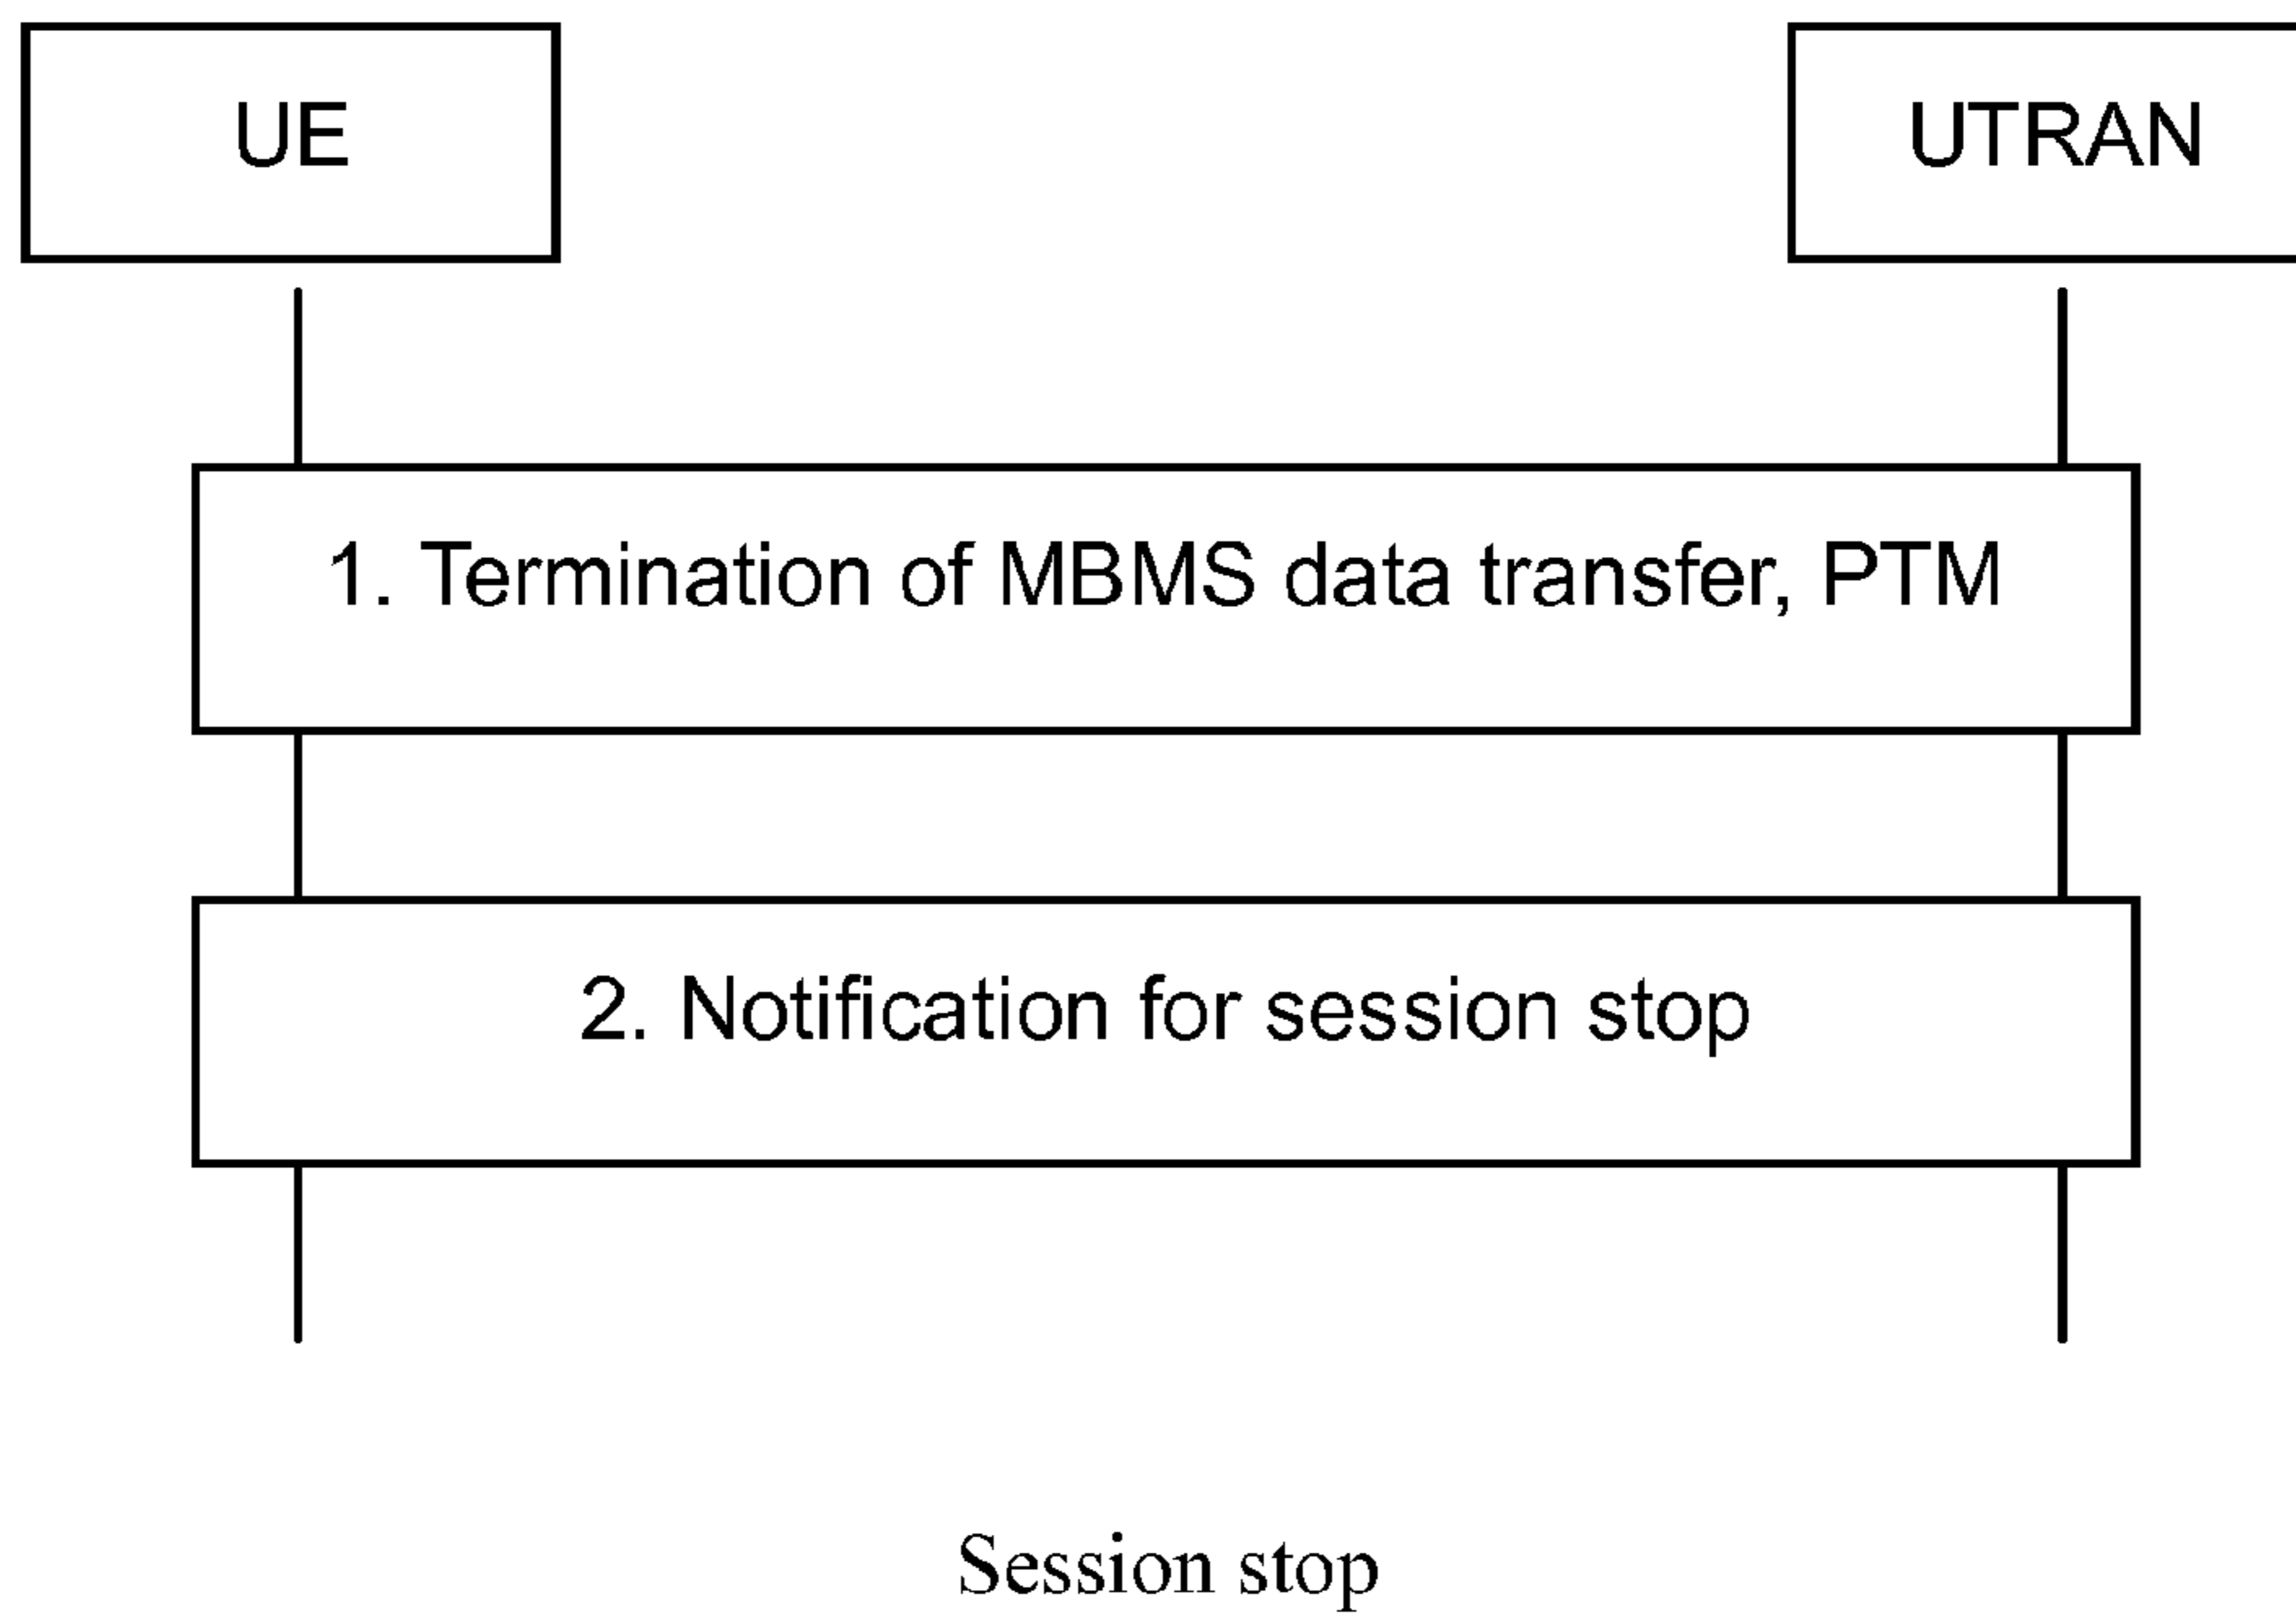 UE
UTRAN
1. Termination of MBMS data transfer, PTM
2. Notification for session stop
Session stop